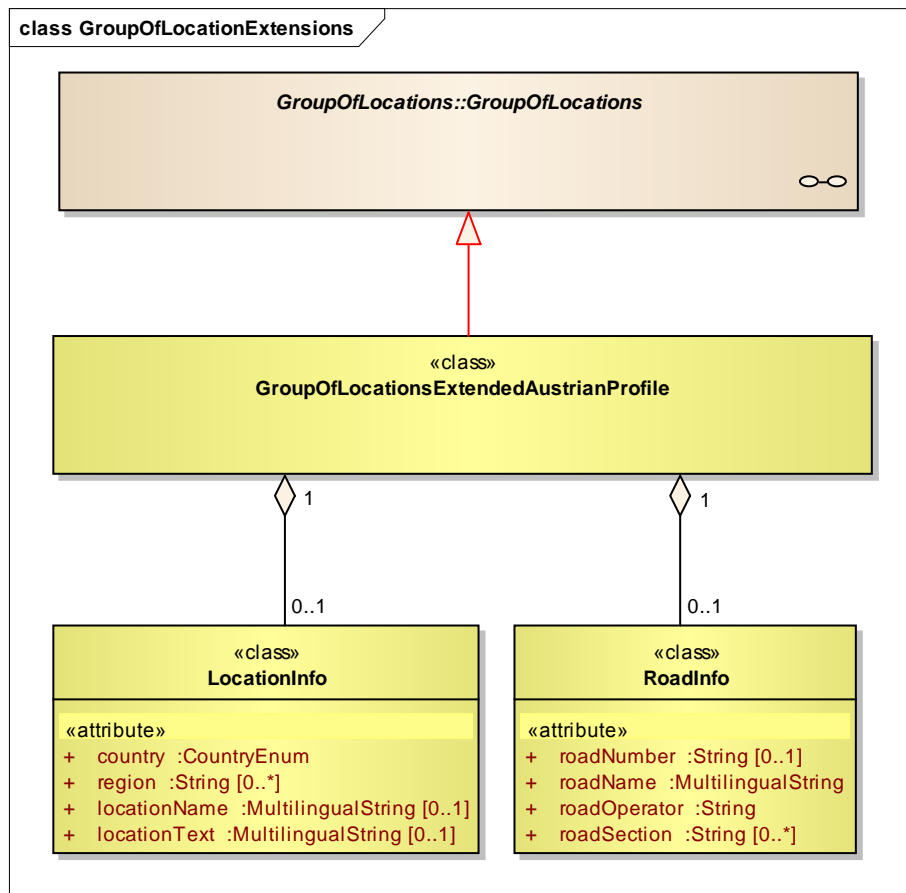 class GroupOfLocationExtensions
GroupOfLocations::GroupOfLocations
«class»
GroupOfLocationsExtendedAustrianProfile
1
1
0..1
0..1
«class»
LocationInfo
«attribute»
+ country :CountryEnum
+ region :String [0..*]
+ locationName :MultilingualString [0..1]
+ locationText :MultilingualString [0..1]
«class»
RoadInfo
«attribute»
+ roadNumber :String [0..1]
+ roadName :MultilingualString
+ roadOperator :String
+ roadSection :String [0..*]